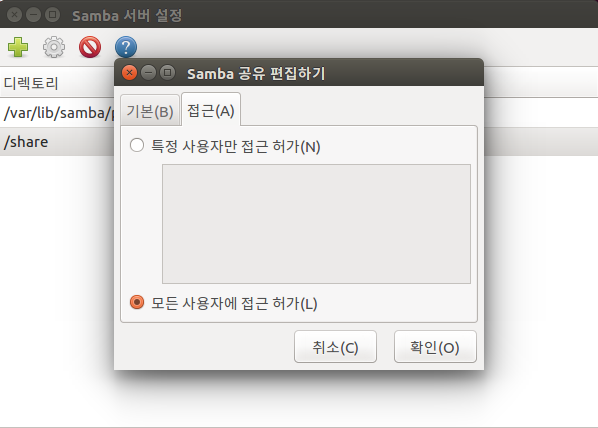 Samba 서버 설정
디렉토리
/var/lib/samba/
/share
Samba 공유 편집하기
기본(B)
접근(A)
특정 사용자만 접근 허가(N)
모든 사용자에 접근 허가(L)
취소(C)
확인(O)